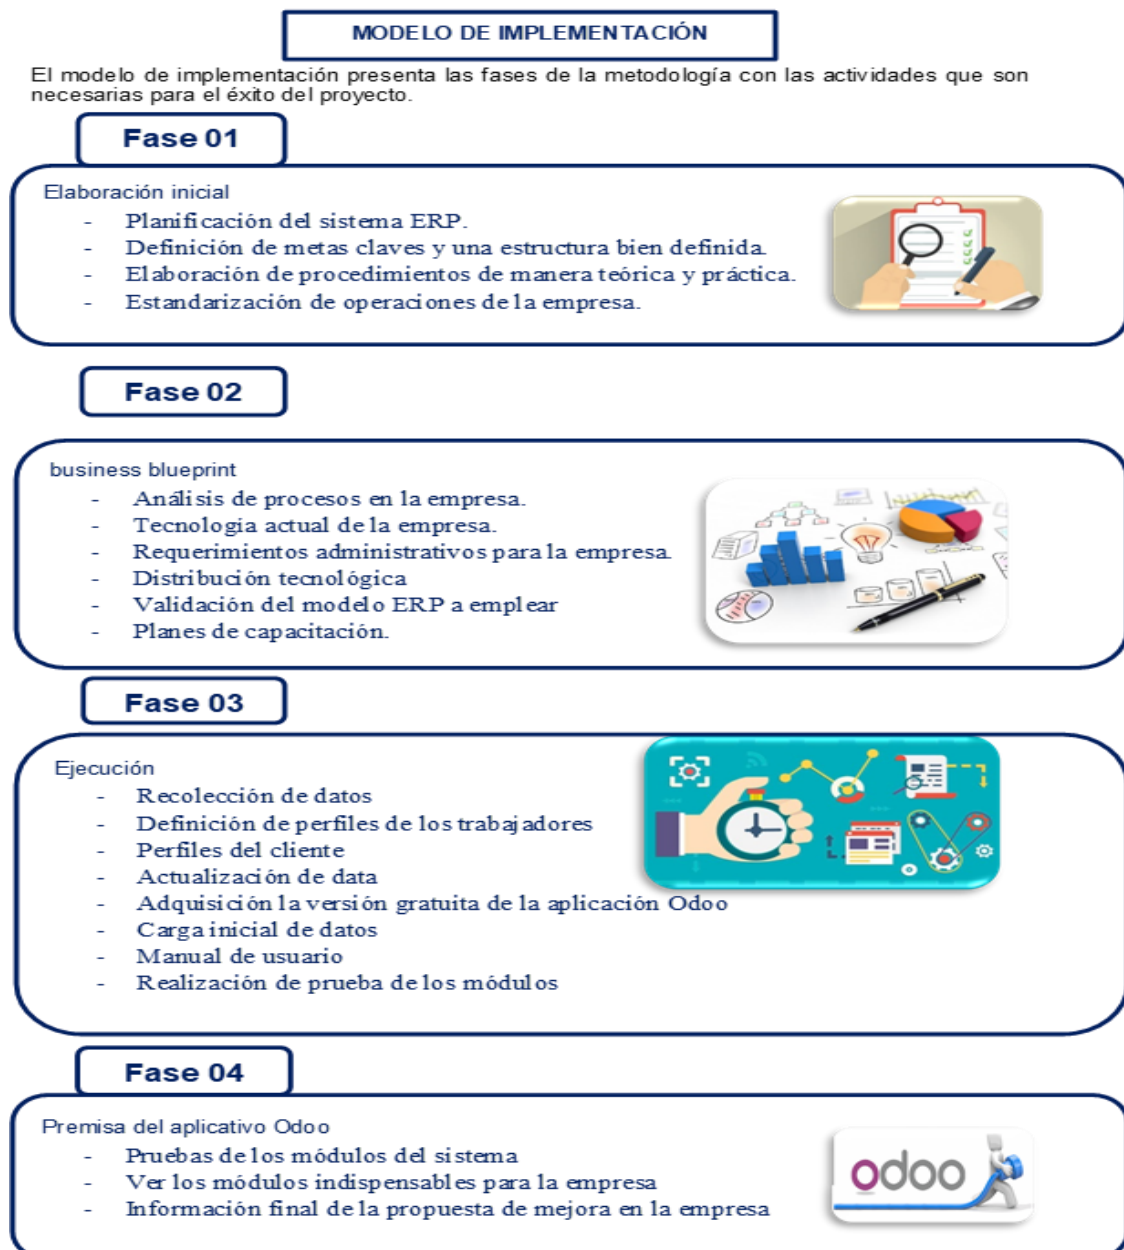 MODELO DE IMPLEMENTACIÓN
El modelo de implementación presenta las fases de la metodología con las actividades que son
necesarias para el éxito del proyecto.
Fase 01
Elaboración inicial
- Planificación del sistema ERP.
- Definición de metas claves y una estructura bien definida.
- Elaboración de procedimientos de manera teórica y práctica.
- Estandarización de operaciones de la empresa.
Fase 02
business blueprint
- Análisis de procesos en la empresa.
- Tecnologia actual de la empresa.
- Requerimientos administrativos para la empresa.
- Distribución tecnológica
- Validación del modelo ERP a emplear
- Planes de capacitación.
Fase 03
Ejecución
- Recolección de datos
- Definición de perfiles de los trabajadores
- Perfiles del cliente
- Actualización de data
- Adquisición la versión gratuita de la aplicación Odoo
- Carga inicial de datos
- Manual de usuario
- Realización de prueba de los módulos
Fase 04
Premisa del aplicativo Odoo
- Pruebas de los módulos del sistema
- Ver los módulos indispensables para la empresa
- Información final de la propuesta de mejora en la empresa
odoo